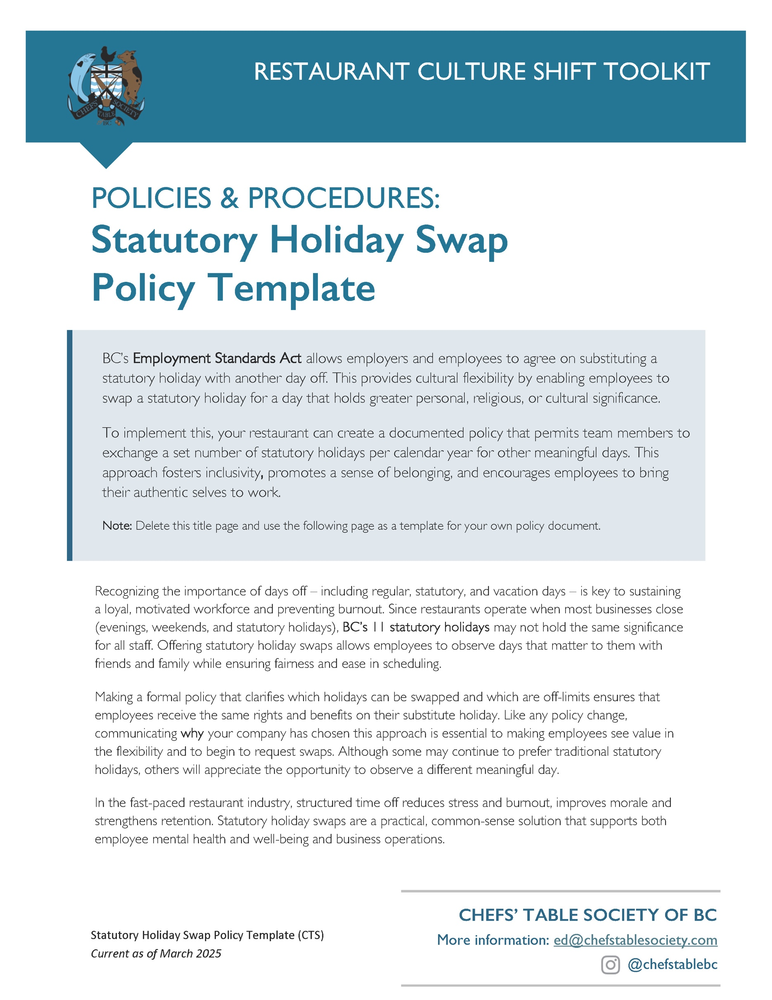 CHEFS' TABLE SOCIETY
of BC
RESTAURANT CULTURE SHIFT TOOLKIT
POLICIES & PROCEDURES:
Statutory Holiday Swap
Policy Template
BC's Employment Standards Act allows employers and employees to agree on substituting a
statutory holiday with another day off. This provides cultural flexibility by enabling employees to
swap a statutory holiday for a day that holds greater personal, religious, or cultural significance.
To implement this, your restaurant can create a documented policy that permits team members to
exchange a set number of statutory holidays per calendar year for other meaningful days. This
approach fosters inclusivity, promotes a sense of belonging, and encourages employees to bring
their authentic selves to work.
Note: Delete this title page and use the following page as a template for your own policy document.
Recognizing the importance of days off – including regular, statutory, and vacation days – is key to sustaining
a loyal, motivated workforce and preventing burnout. Since restaurants operate when most businesses close
(evenings, weekends, and statutory holidays), BC's 11 statutory holidays may not hold the same significance
for all staff. Offering statutory holiday swaps allows employees to observe days that matter to them with
friends and family while ensuring fairness and ease in scheduling.
Making a formal policy that clarifies which holidays can be swapped and which are off-limits ensures that
employees receive the same rights and benefits on their substitute holiday. Like any policy change,
communicating why your company has chosen this approach is essential to making employees see value in
the flexibility and to begin to request swaps. Although some may continue to prefer traditional statutory
holidays, others will appreciate the opportunity to observe a different meaningful day.
In the fast-paced restaurant industry, structured time off reduces stress and burnout, improves morale and
strengthens retention. Statutory holiday swaps are a practical, common-sense solution that supports both
employee mental health and well-being and business operations.
Statutory Holiday Swap Policy Template (CTS)
Current as of March 2025
CHEFS' TABLE SOCIETY OF BC
More information: ed@chefstablesociety.com
@chefstablebc